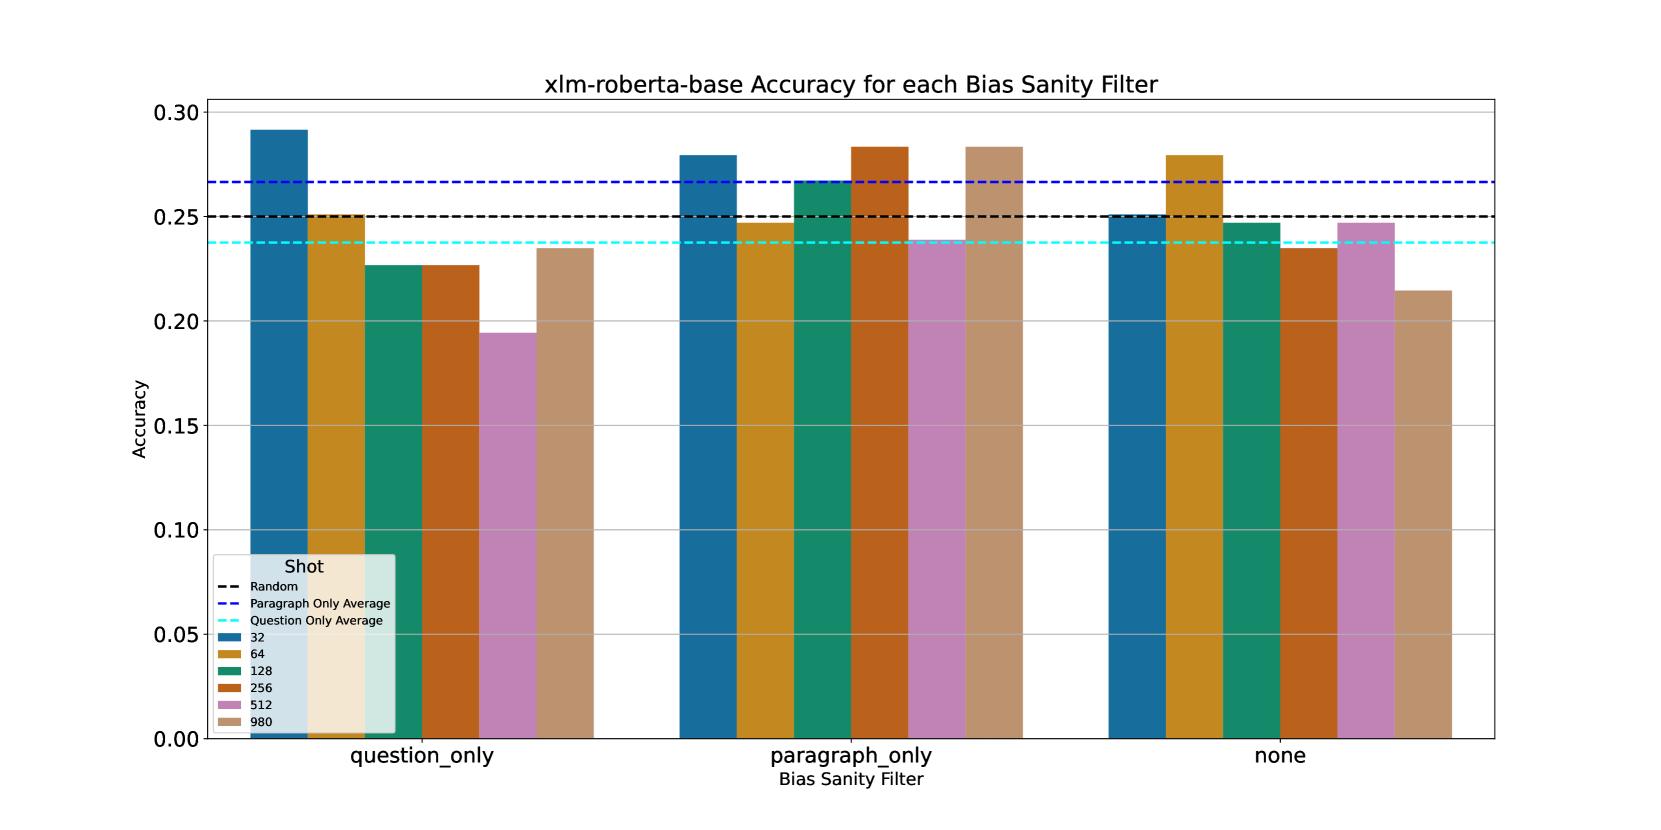 xlm-roberta-base Accuracy for each Bias Sanity Filter
0.30
0.25
0.20
0.15
0.10
0.05
0.00
Accuracy
Shot
Random
Paragraph Only Average
Question Only Average
32
64
128
256
512
980
question_only
paragraph_only
none
Bias Sanity Filter